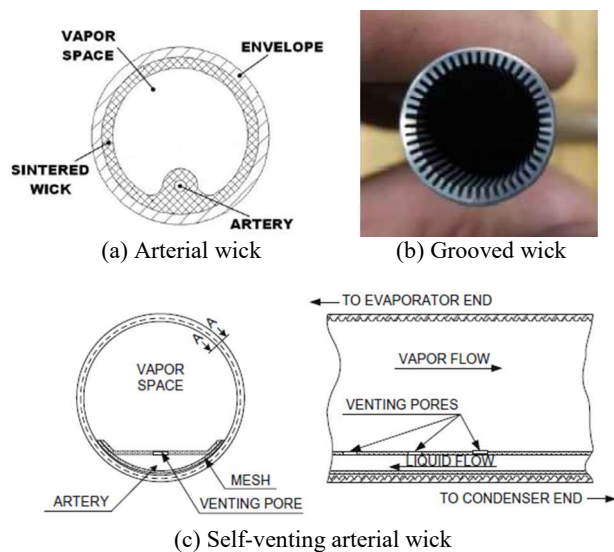 VAPOR
SPACE
ENVELOPE
SINTERED
WICK
ARTERY
(a) Arterial wick
(b) Grooved wick
TO EVAPORATOR END
A
A
VAPOR
SPACE
VAPOR FLOW
VENTING PORES
LIQUID FLOW
MESH
ARTERY
VENTING PORE
TO CONDENSER END
(c) Self-venting arterial wick